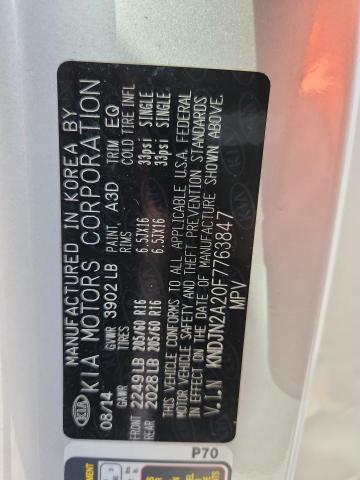 MANUFACTURED IN KOREA BY
KIA KIA MOTORS CORPORATION
08/14 GVWR 3902LB PAINT A3D TRIM EQ
GAWR TIRES RIMS COLD TIRE INFL
FRONT 2249LB 205/60 R16 6.5JX16 33psi SINGLE
REAR 2028LB 205/60 R16 6.5JX16 33psi SINGLE
THIS VEHICLE CONFORMS TO ALL APPLICABLE U.S.A. FEDERAL
MOTOR VEHICLE SAFETY AND THEFT PREVENTION STANDARDS
IN EFFECT ON THE DATE OF MANUFACTURE SHOWN ABOVE
V.I.N KNDJN2A20F7763847
MPV
P70